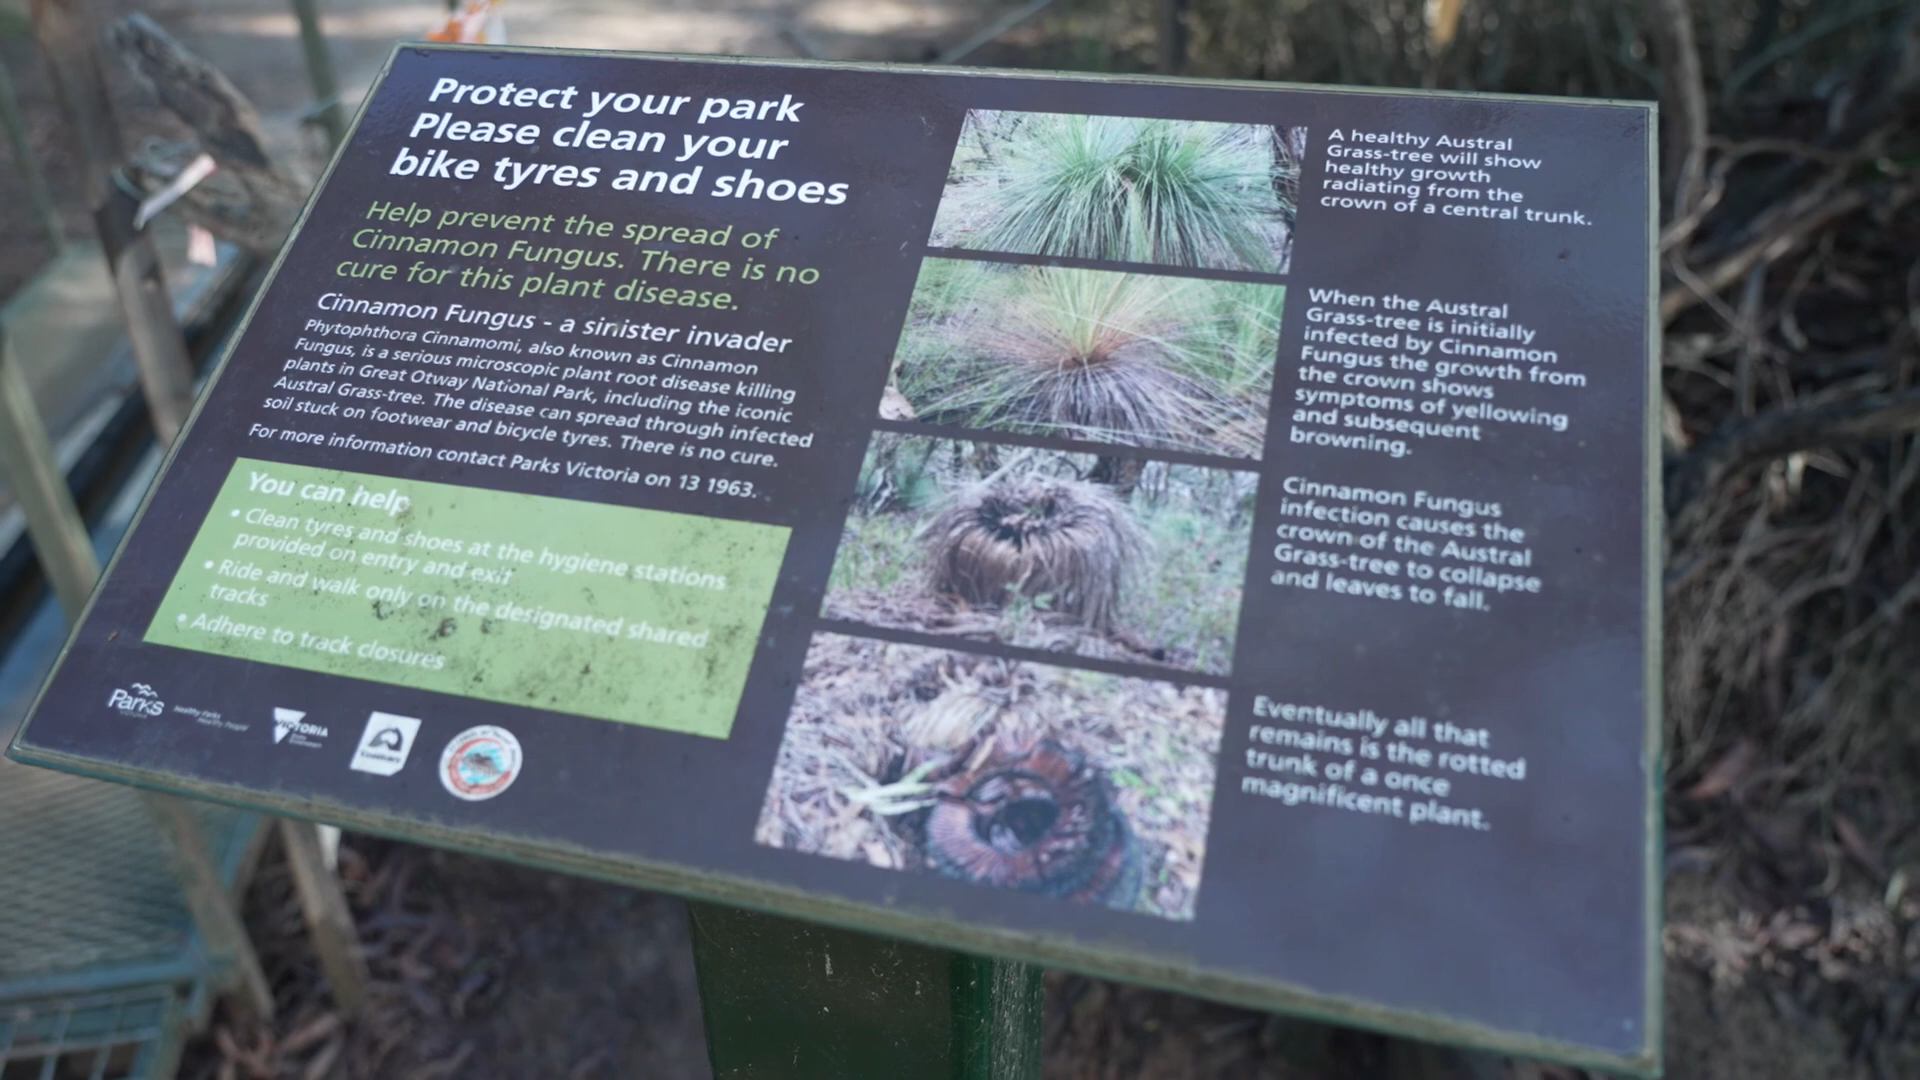 Protect your park
Please clean your
bike tyres and shoes
Help prevent the spread of
Cinnamon Fungus. There is no
cure for this plant disease.
Cinnamon Fungus - a sinister invader
Phytophthora Cinnamomi, also known as Cinnamon
Fungus, is a serious microscopic plant root disease killing
plants in Great Otway National Park, including the iconic
Austral Grass-tree. The disease can spread through infected
soil stuck on footwear and bicycle tyres. There is no cure.
For more information contact Parks Victoria on 13 1963.
You can help
• Clean tyres and shoes at the hygiene stations
provided on entry and exit
• Ride and walk only on the designated shared
tracks
• Adhere to track closures
Parks
VICTORIA
Healthy Parks
Healthy People
VICTORIA
State
Government
A healthy Austral
Grass-tree will show
healthy growth
radiating from the
crown of a central trunk.
When the Austral
Grass-tree is initially
infected by Cinnamon
Fungus the growth from
the crown shows
symptoms of yellowing
and subsequent
browning.
Cinnamon Fungus
infection causes the
crown of the Austral
Grass-tree to collapse
and leaves to fall.
Eventually all that
remains is the rotted
trunk of a once
magnificent plant.